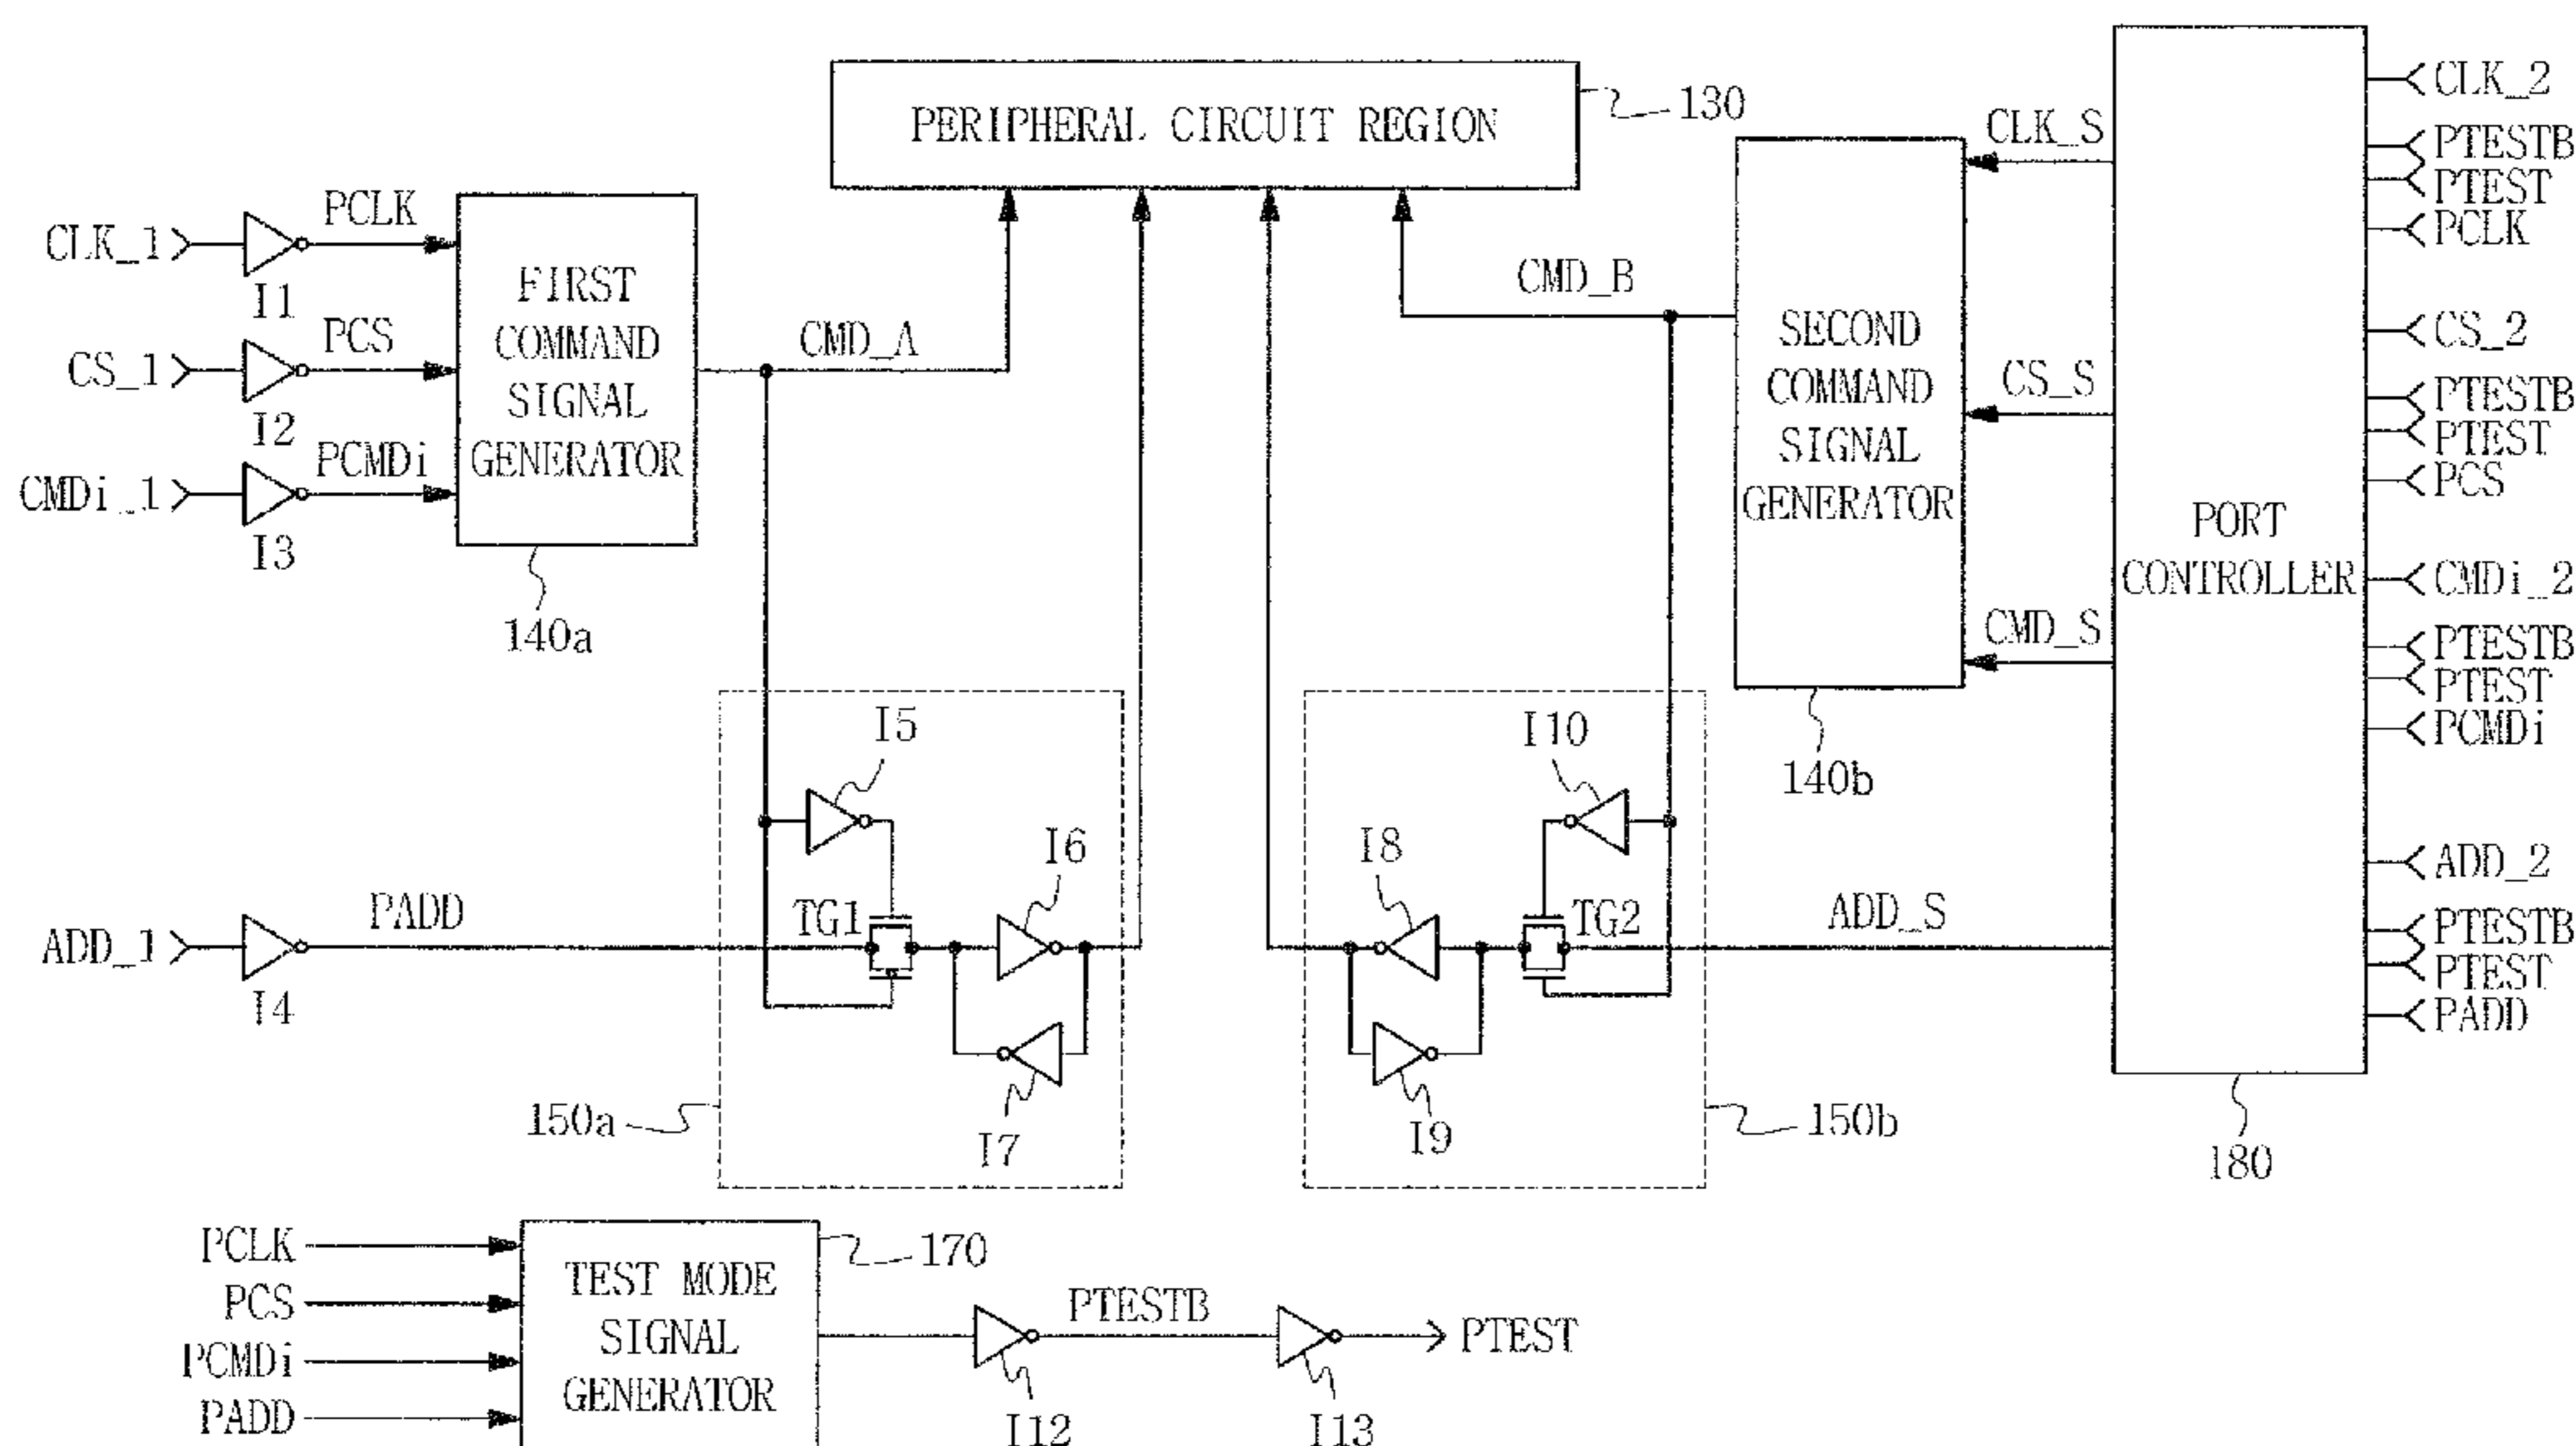 PERIPHERAL CIRCUIT REGION
130
CLK_1
PCLK
I1
CS_1
PCS
I2
CMDi_1
PCMDi
I3
FIRST
COMMAND
SIGNAL
GENERATOR
140a
CMD_A
CMD_B
SECOND
COMMAND
SIGNAL
GENERATOR
140b
CLK_S
CS_S
CMD_S
PORT
CONTROLLER
180
CLK_2
PTESTB
PTEST
PCLK
CS_2
PTESTB
PTEST
PCS
CMDi_2
PTESTB
PTEST
PCMDi
ADD_2
PTESTB
PTEST
PADD
ADD_1
I4
PADD
I5
TG1
I6
I7
150a
I10
I8
TG2
I9
150b
ADD_S
PCLK
PCS
PCMDi
PADD
TEST MODE
SIGNAL
GENERATOR
170
PTESTB
I12
I13
PTEST